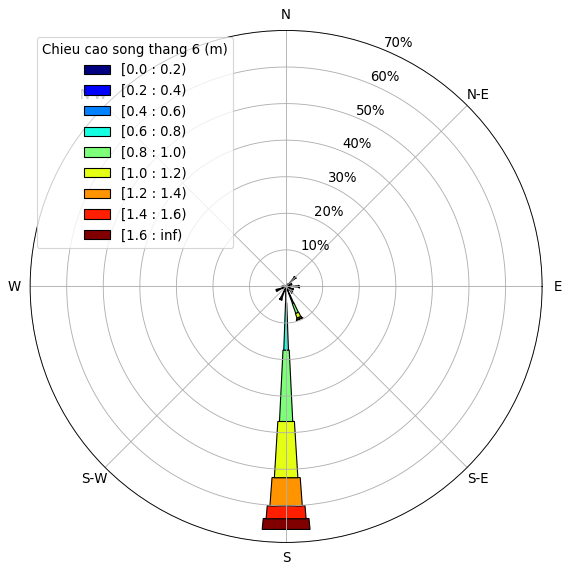 N
70%
60%
N-E
50%
40%
30%
20%
10%
Chieu cao song thang 6 (m)
[0.0 : 0.2)
[0.2 : 0.4)
[0.4 : 0.6)
[0.6 : 0.8)
[0.8 : 1.0)
[1.0 : 1.2)
[1.2 : 1.4)
[1.4 : 1.6)
[1.6 : inf)
N-W
W
E
S-W
S-E
S